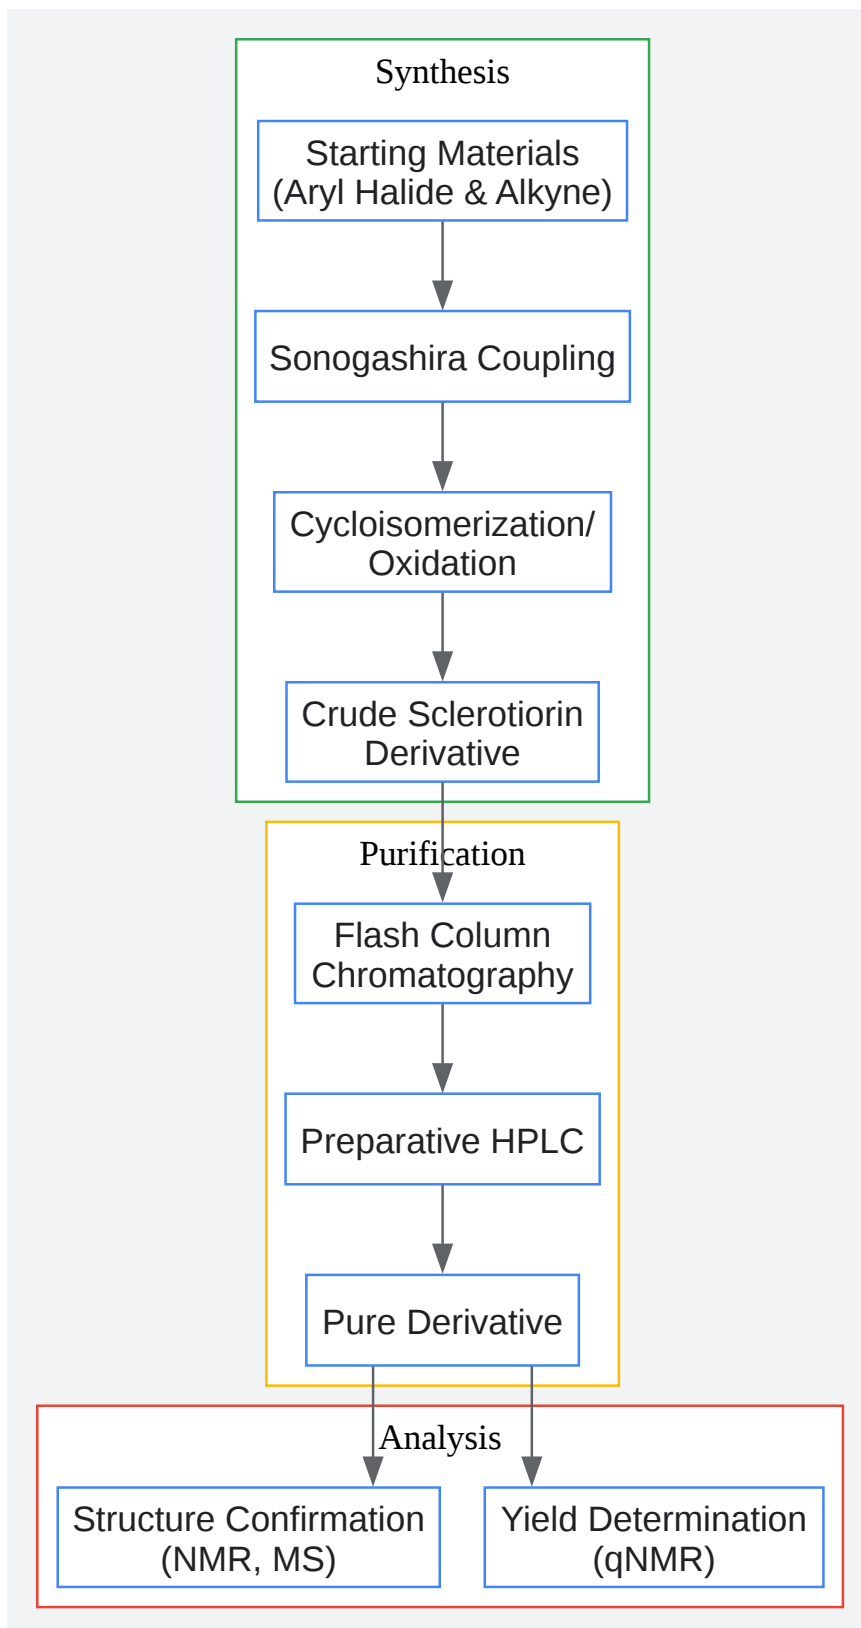 Synthesis
Starting Materials
(Aryl Halide & Alkyne)
Sonogashira Coupling
Cycloisomerization/
Oxidation
Crude Sclerotiorin
Derivative
Purification
Flash Column
Chromatography
Preparative HPLC
Pure Derivative
Analysis
Structure Confirmation
(NMR, MS)
Yield Determination
(qNMR)